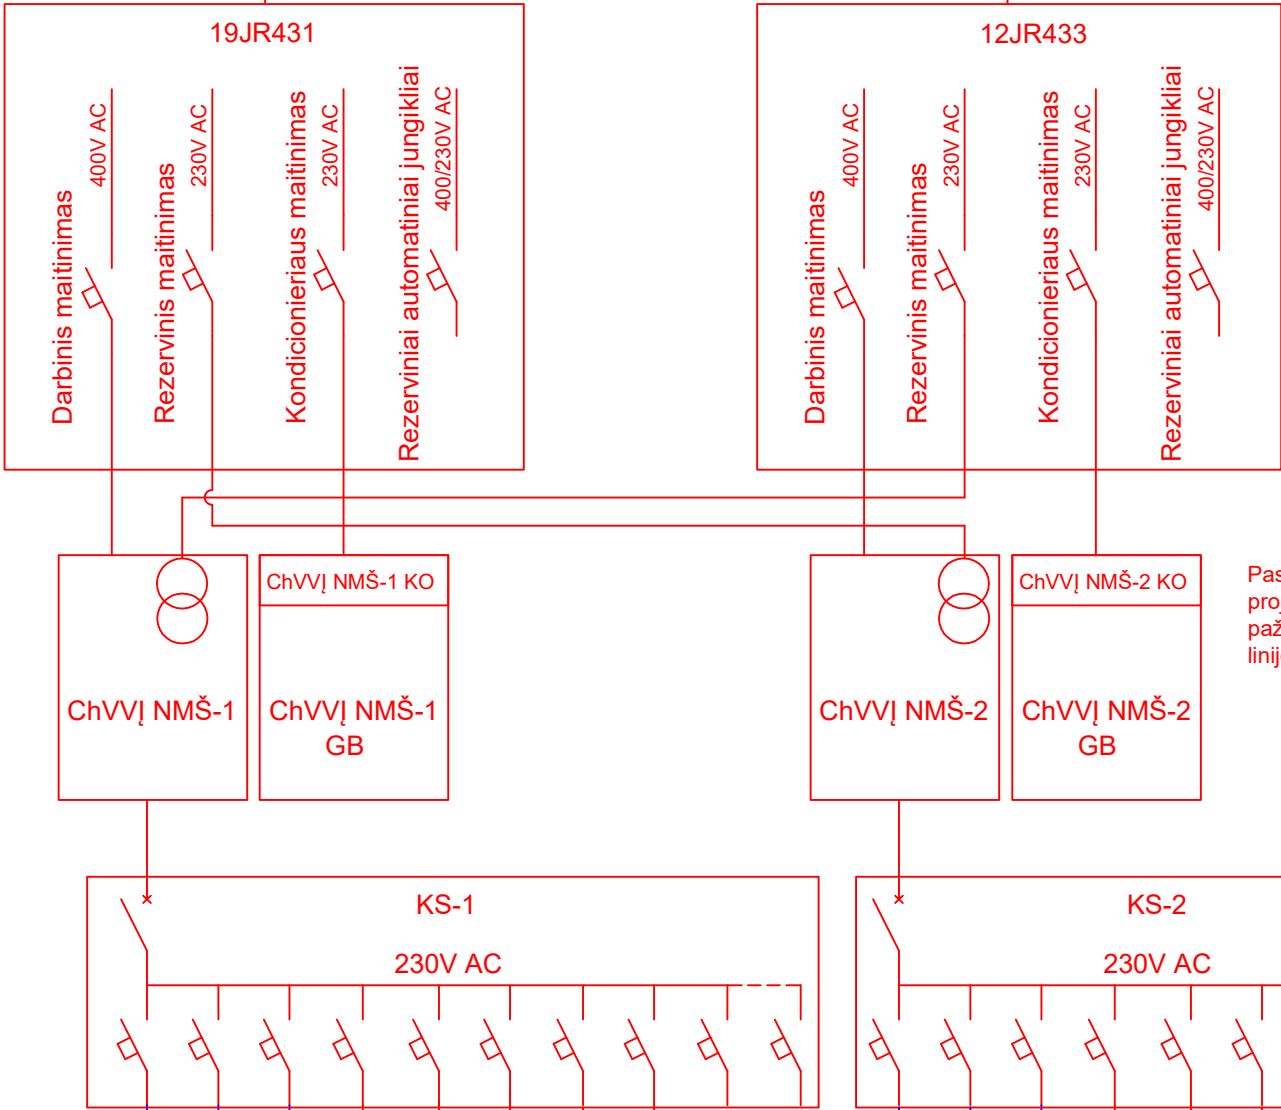 19JR431
Darbinis maitinimas
400V AC
Rezervinis maitinimas
230V AC
Kondicionieriaus maitinimas
230V AC
Rezerviniai automatiniai jungikliai
400/230V AC
12JR433
Darbinis maitinimas
400V AC
Rezervinis maitinimas
230V AC
Kondicionieriaus maitinimas
230V AC
Rezerviniai automatiniai jungikliai
400/230V AC
ChVVĮ NMŠ-1
ChVVĮ NMŠ-1 KO
ChVVĮ NMŠ-1
GB
ChVVĮ NMŠ-2
ChVVĮ NMŠ-2 KO
ChVVĮ NMŠ-2
GB
KS-1
230V AC
KS-2
230V AC